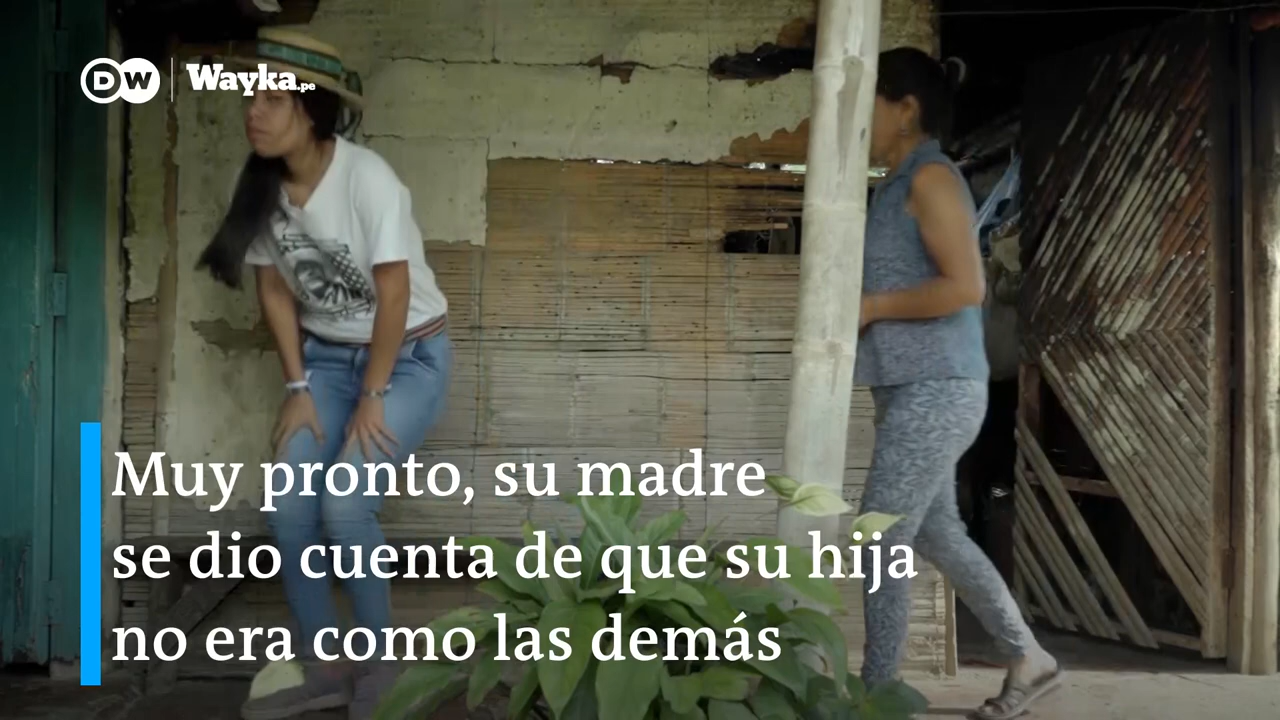 DW Wayka.pe
Muy pronto, su madre
se dio cuenta de que su hija
no era como las demás